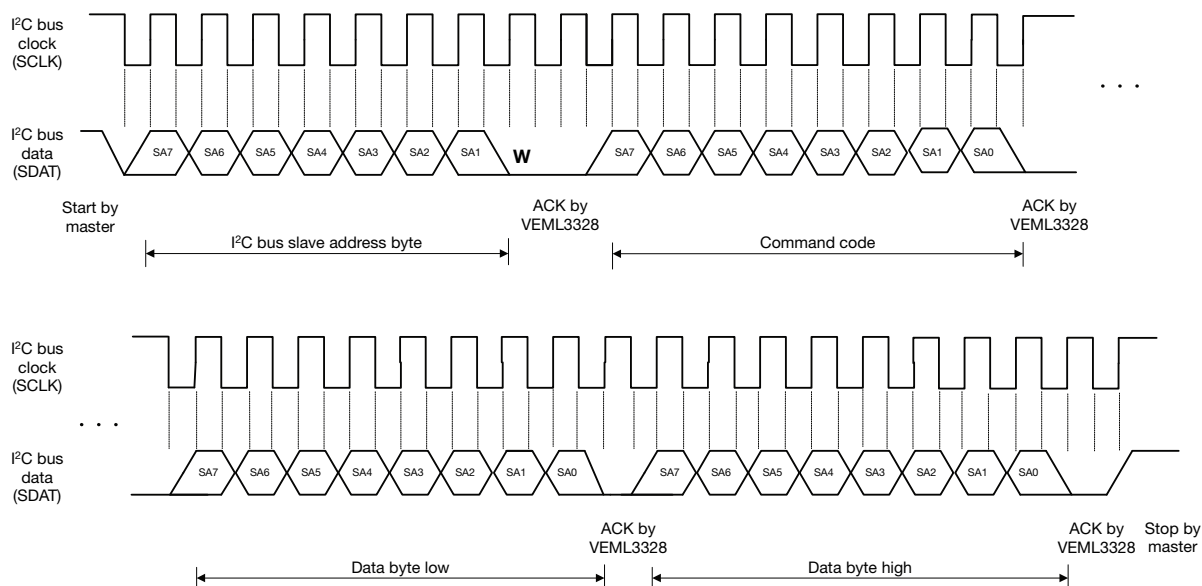 I²C bus
clock
(SCLK)
. . .
I²C bus
data
(SDAT)
SA7 SA6 SA5 SA4 SA3 SA2 SA1 W SA7 SA6 SA5 SA4 SA3 SA2 SA1 SA0
Start by
master
ACK by
VEML3328
ACK by
VEML3328
I²C bus slave address byte
Command code
I²C bus
clock
(SCLK)
. . .
I²C bus
data
(SDAT)
SA7 SA6 SA5 SA4 SA3 SA2 SA1 SA0 SA7 SA6 SA5 SA4 SA3 SA2 SA1 SA0
ACK by
VEML3328
ACK by
VEML3328
Stop by
master
Data byte low
Data byte high